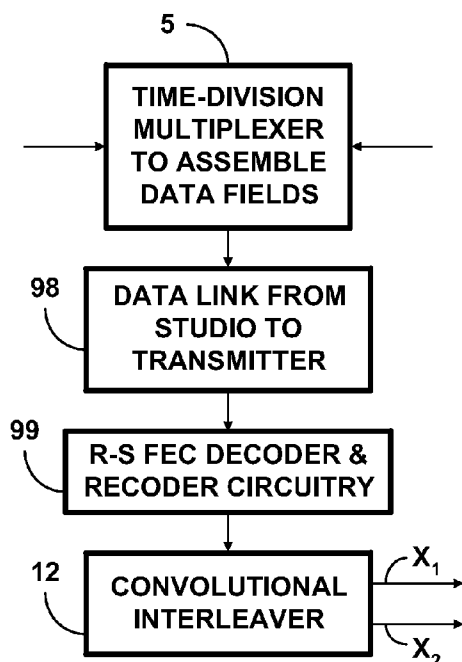 5
TIME-DIVISION
MULTIPLEXER
TO ASSEMBLE
DATA FIELDS
98
DATA LINK FROM
STUDIO TO
TRANSMITTER
99
R-S FEC DECODER &
RECODER CIRCUITRY
12
CONVOLUTIONAL
INTERLEAVER
X₁
X₂